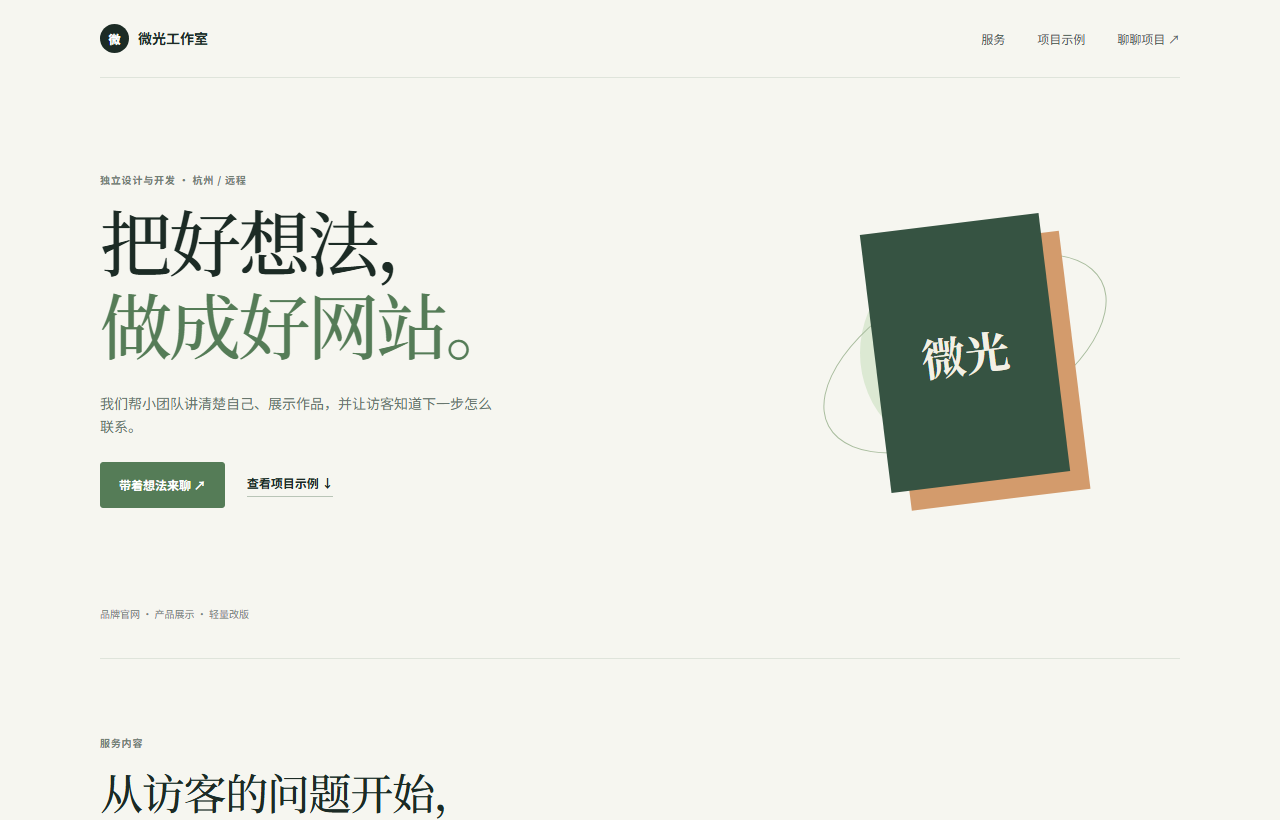 微 微光工作室
服务 项目示例 聊聊项目 ↗
独立设计与开发 · 杭州 / 远程
把好想法，
做成好网站。
我们帮小团队讲清楚自己、展示作品，并让访客知道下一步怎么
联系。
带着想法来聊 ↗ 查看项目示例 ↓
微光
品牌官网 · 产品展示 · 轻量改版
服务内容
从访客的问题开始，